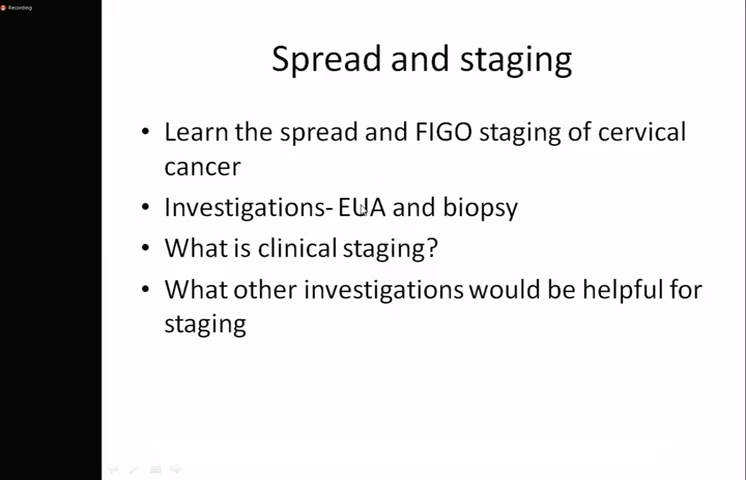 Recording
Spread and staging
• Learn the spread and FIGO staging of cervical
cancer
• Investigations- EUA and biopsy
• What is clinical staging?
• What other investigations would be helpful for
staging